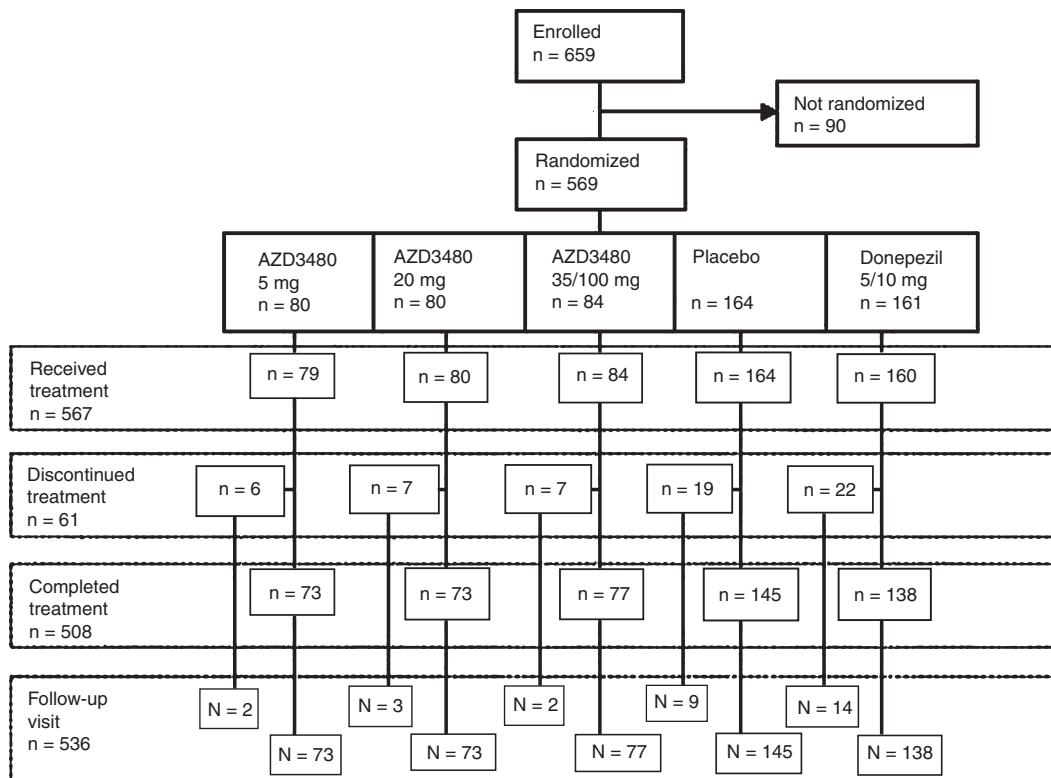 Enrolled
n = 659
Not randomized
n = 90
Randomized
n = 569
AZD3480
5 mg
n = 80
AZD3480
20 mg
n = 80
AZD3480
35/100 mg
n = 84
Placebo
n = 164
Donepezil
5/10 mg
n = 161
Received
treatment
n = 567
n = 79
n = 80
n = 84
n = 164
n = 160
Discontinued
treatment
n = 61
n = 6
n = 7
n = 7
n = 19
n = 22
Completed
treatment
n = 508
n = 73
n = 73
n = 77
n = 145
n = 138
Follow-up
visit
n = 536
N = 2
N = 3
N = 2
N = 9
N = 14
N = 73
N = 73
N = 77
N = 145
N = 138